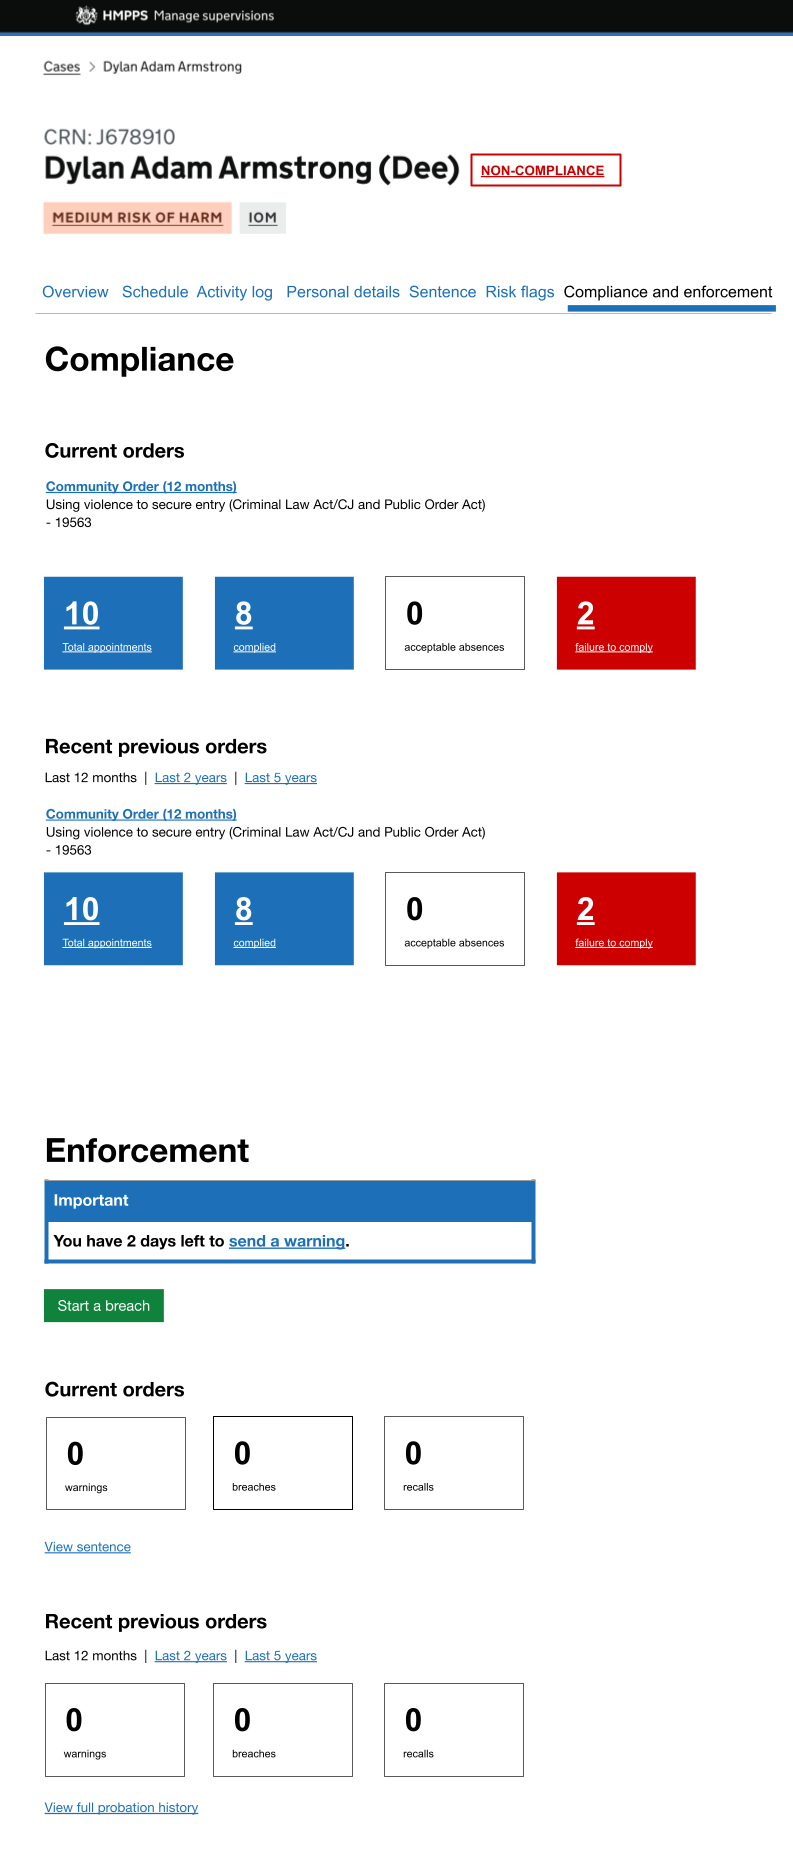 HMPPS Manage supervisions
Cases > Dylan Adam Armstrong
CRN: J678910
Dylan Adam Armstrong (Dee) NON-COMPLIANCE
MEDIUM RISK OF HARM IOM
Overview Schedule Activity log Personal details Sentence Risk flags Compliance and enforcement
Compliance
Current orders
Community Order (12 months)
Using violence to secure entry (Criminal Law Act/CJ and Public Order Act)
- 19563
10 8 0 2
Total appointments complied acceptable absences failure to comply
Recent previous orders
Last 12 months | Last 2 years | Last 5 years
Community Order (12 months)
Using violence to secure entry (Criminal Law Act/CJ and Public Order Act)
- 19563
10 8 0 2
Total appointments complied acceptable absences failure to comply
Enforcement
Important
You have 2 days left to send a warning.
Start a breach
Current orders
0 0 0
warnings breaches recalls
View sentence
Recent previous orders
Last 12 months | Last 2 years | Last 5 years
0 0 0
warnings breaches recalls
View full probation history